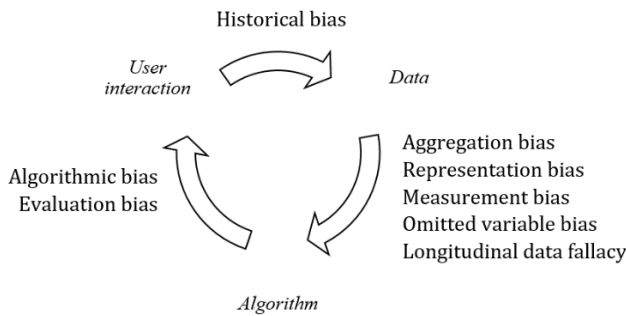 Historical bias
User
interaction
Data
Aggregation bias
Representation bias
Measurement bias
Omitted variable bias
Longitudinal data fallacy
Algorithmic bias
Evaluation bias
Algorithm